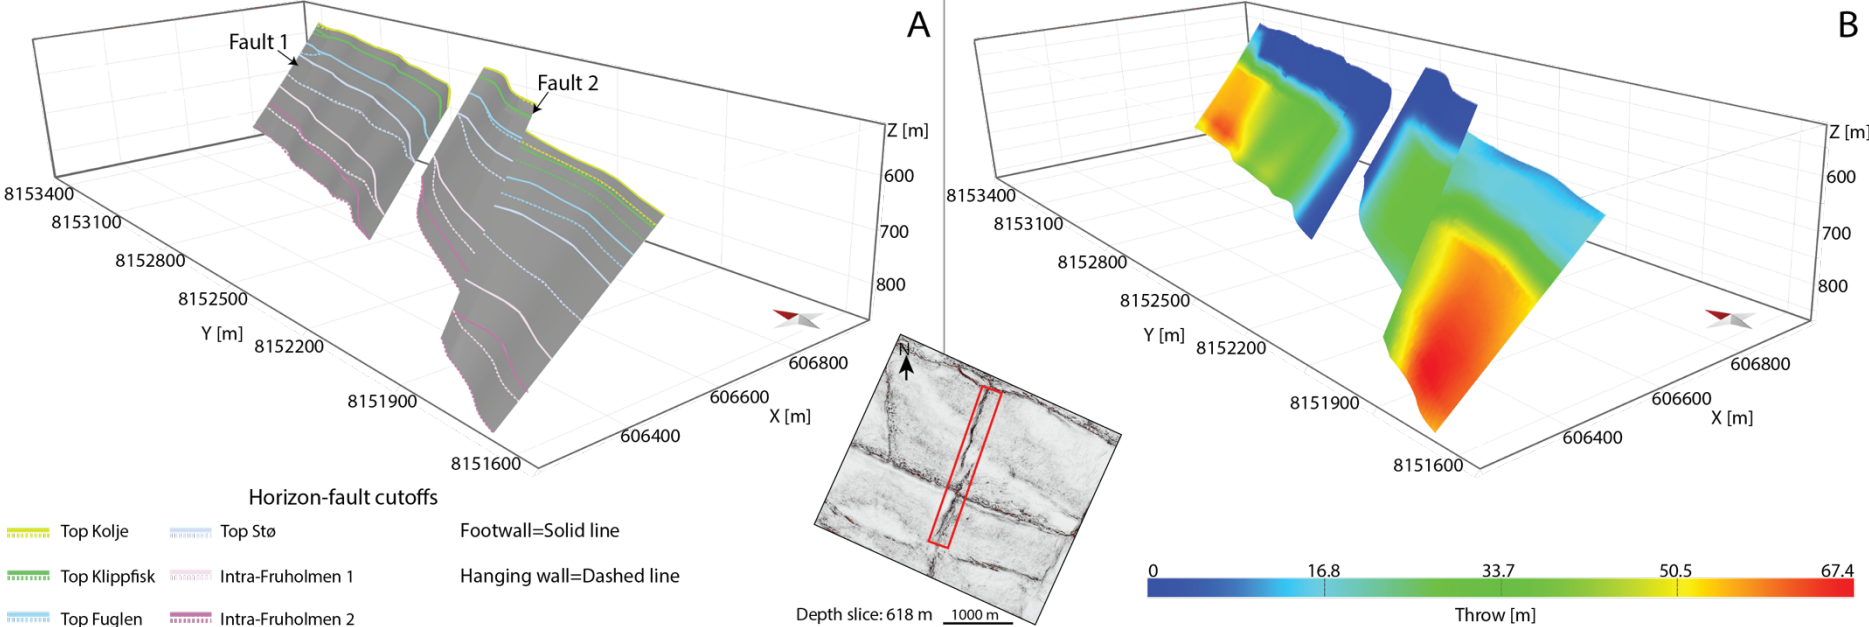 A
Fault 1
Fault 2
Z [m]
600
700
800
8153400
8153100
8152800
8152500
Y [m]
8152200
8151900
8151600
606800
606600
X [m]
606400
B
Z [m]
600
700
800
8153400
8153100
8152800
8152500
Y [m]
8152200
8151900
8151600
606800
606600
X [m]
606400
N
Depth slice: 618 m
1000 m
Horizon-fault cutoffs
Top Kolje
Top Stø
Footwall=Solid line
Top Klippfisk
Intra-Fruholmen 1
Hanging wall=Dashed line
Top Fuglen
Intra-Fruholmen 2
0
16.8
33.7
50.5
67.4
Throw [m]